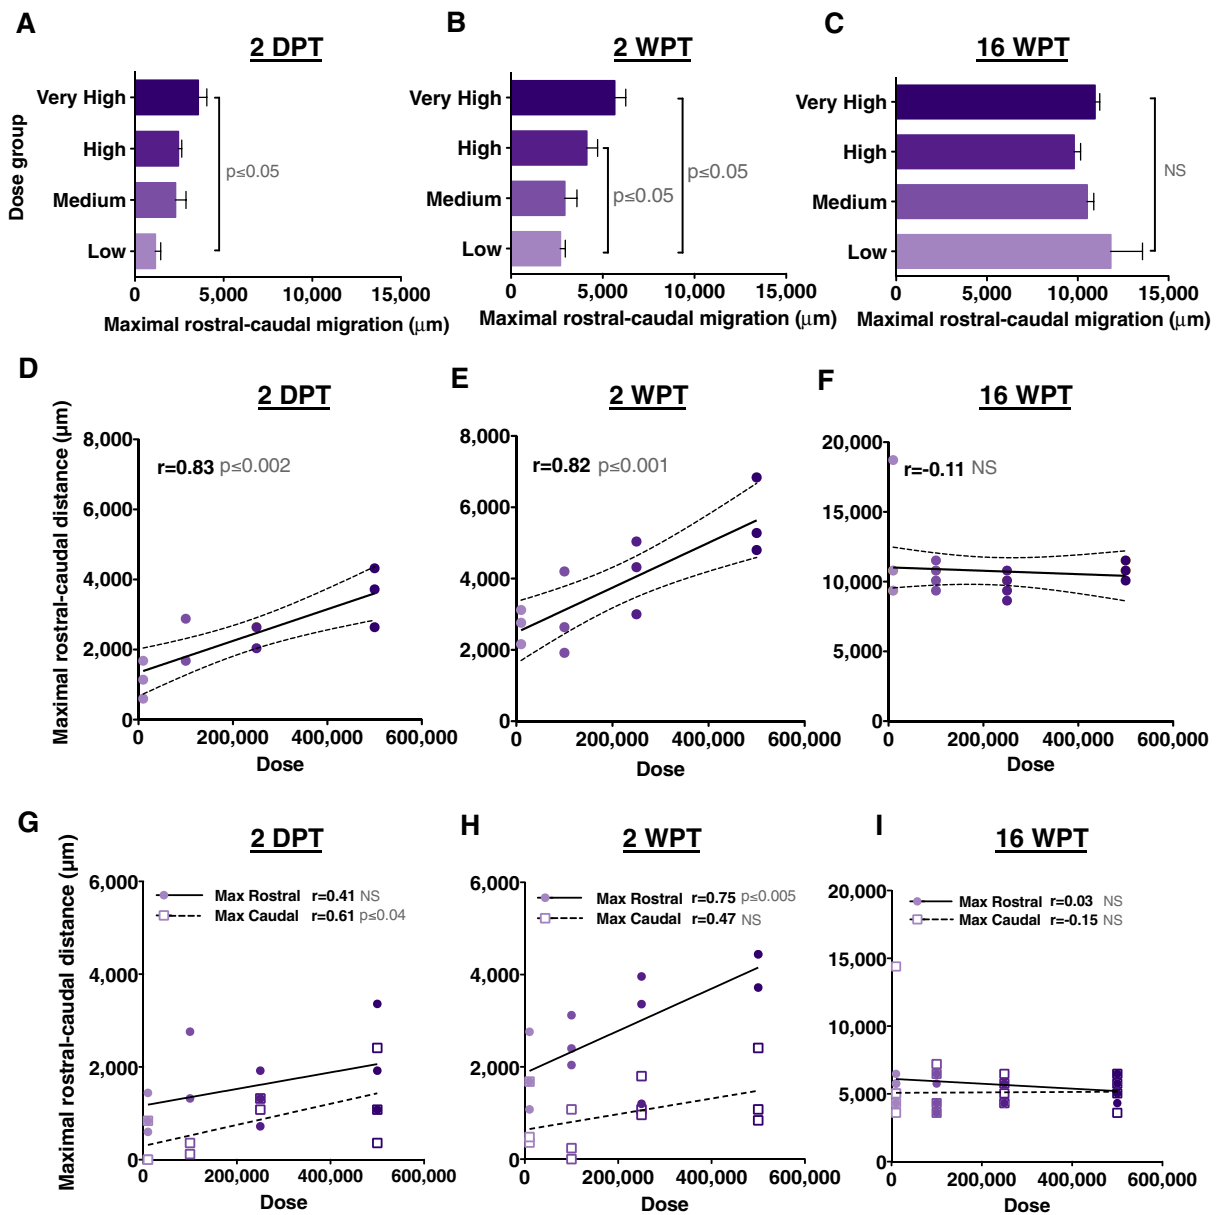 A
2 DPT
Dose group
Very High
High
Medium
Low
p≤0.05
0
5,000
10,000
15,000
Maximal rostral-caudal migration (μm)
B
2 WPT
Very High
High
Medium
Low
p≤0.05
p≤0.05
0
5,000
10,000
15,000
Maximal rostral-caudal migration (μm)
C
16 WPT
Very High
High
Medium
Low
NS
0
5,000
10,000
15,000
Maximal rostral-caudal migration (μm)
D
2 DPT
Maximal rostral-caudal distance (μm)
8,000
6,000
4,000
2,000
0
r=0.83 p≤0.002
0
200,000
400,000
600,000
Dose
E
2 WPT
8,000
6,000
4,000
2,000
0
r=0.82 p≤0.001
0
200,000
400,000
600,000
Dose
F
16 WPT
20,000
15,000
10,000
5,000
0
r=-0.11 NS
0
200,000
400,000
600,000
Dose
G
2 DPT
Maximal rostral-caudal distance (μm)
6,000
4,000
2,000
0
Max Rostral r=0.41 NS
Max Caudal r=0.61 p≤0.04
0
200,000
400,000
600,000
Dose
H
2 WPT
6,000
4,000
2,000
0
Max Rostral r=0.75 p≤0.005
Max Caudal r=0.47 NS
0
200,000
400,000
600,000
Dose
I
16 WPT
20,000
15,000
10,000
5,000
0
Max Rostral r=0.03 NS
Max Caudal r=-0.15 NS
0
200,000
400,000
600,000
Dose